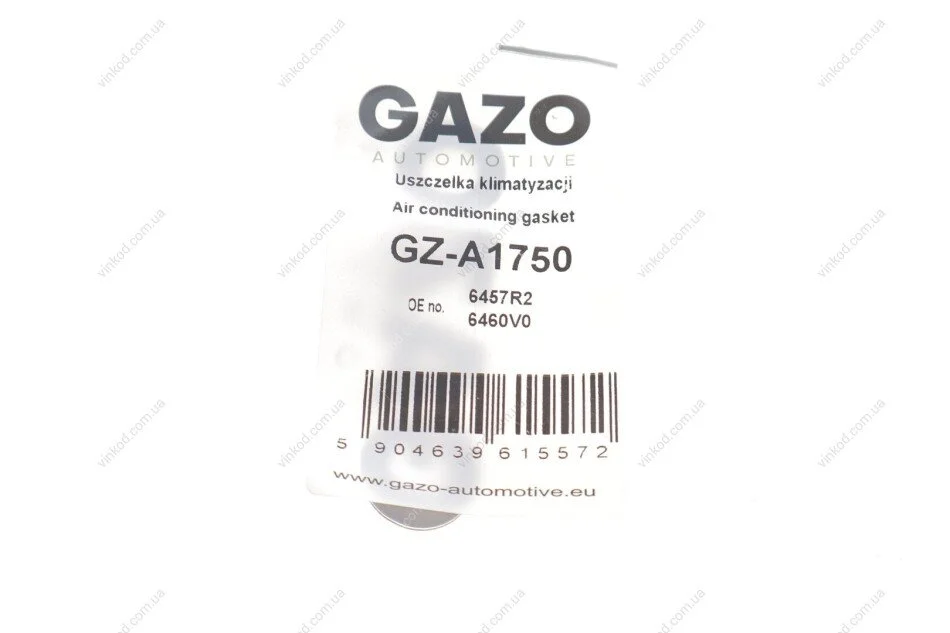 GAZO
AUTOMOTIVE
Uszczelka klimatyzacji
Air conditioning gasket
GZ-A1750
OE no.
6457R2
6460V0
5 904639 615572
www.gazo-automotive.eu
vinkod.com.ua